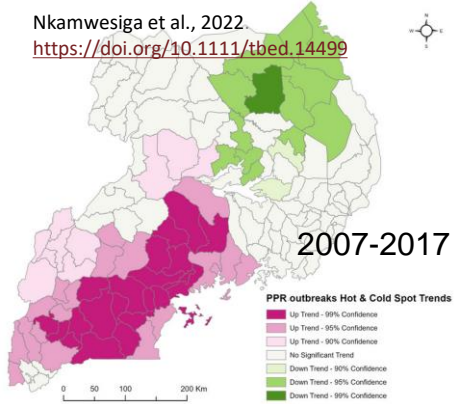 Nkamwesiga et al., 2022.
https://doi.org/10.1111/tbed.14499
N
W
E
S
2007-2017
PPR outbreaks Hot & Cold Spot Trends
Up Trend - 99% Confidence
Up Trend - 95% Confidence
Up Trend - 90% Confidence
No Significant Trend
Down Trend - 90% Confidence
Down Trend - 95% Confidence
Down Trend - 99% Confidence
0 50 100 200 Km